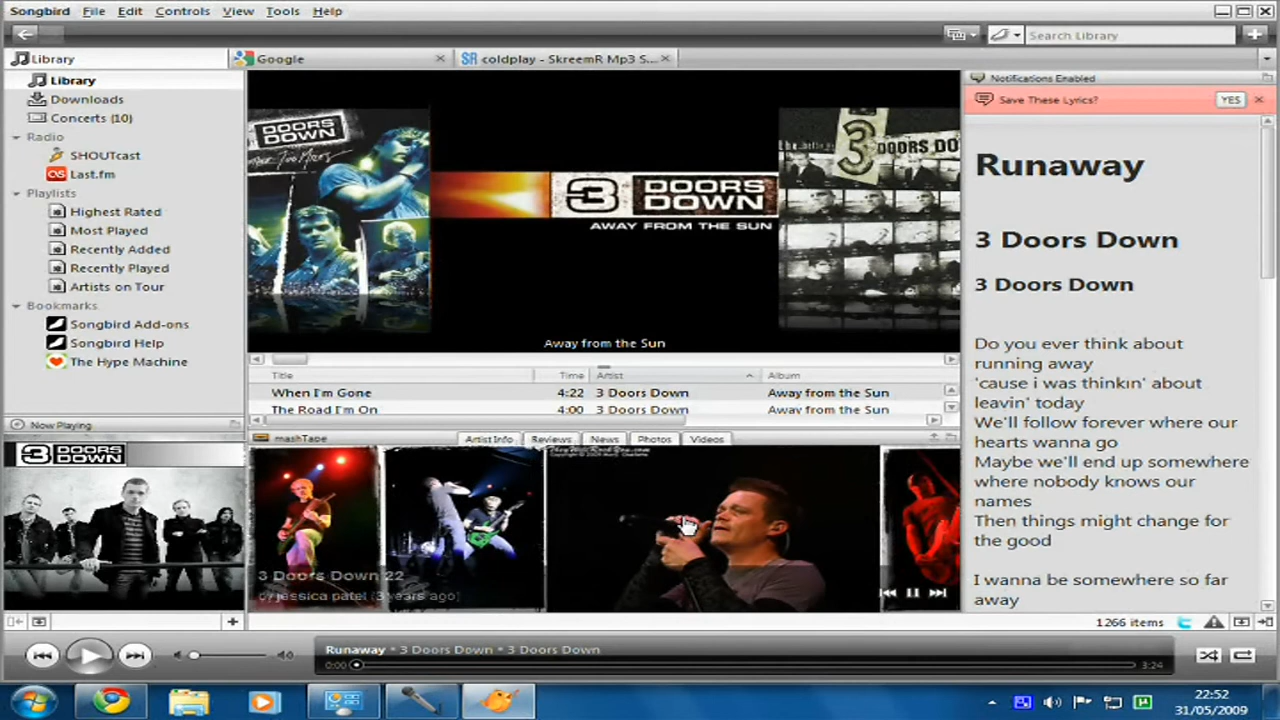 Songbird File Edit Controls View Tools Help
Search Library
Library
Google
coldplay - SkreemR Mp3 S...
Library
Downloads
Concerts (10)
Radio
SHOUTcast
Last.fm
Playlists
Highest Rated
Most Played
Recently Added
Recently Played
Artists on Tour
Bookmarks
Songbird Add-ons
Songbird Help
The Hype Machine
Now Playing
3 DOORS DOWN
DOORS DOWN
3 DOORS DOWN
AWAY FROM THE SUN
3 DOORS DO
Away from the Sun
Title Time Artist Album
When I'm Gone 4:22 3 Doors Down Away from the Sun
The Road I'm On 4:00 3 Doors Down Away from the Sun
mashTape Artist Info Reviews News Photos Videos
3 Doors Down 22
by jessica patel (3 years ago)
Notifications Enabled
Save These Lyrics? YES
Runaway
3 Doors Down
3 Doors Down
Do you ever think about
running away
'cause i was thinkin' about
leavin' today
We'll follow forever where our
hearts wanna go
Maybe we'll end up somewhere
where nobody knows our
names
Then things might change for
the good
I wanna be somewhere so far
away
1266 items
Runaway • 3 Doors Down • 3 Doors Down
0:00 3:24
22:52
31/05/2009